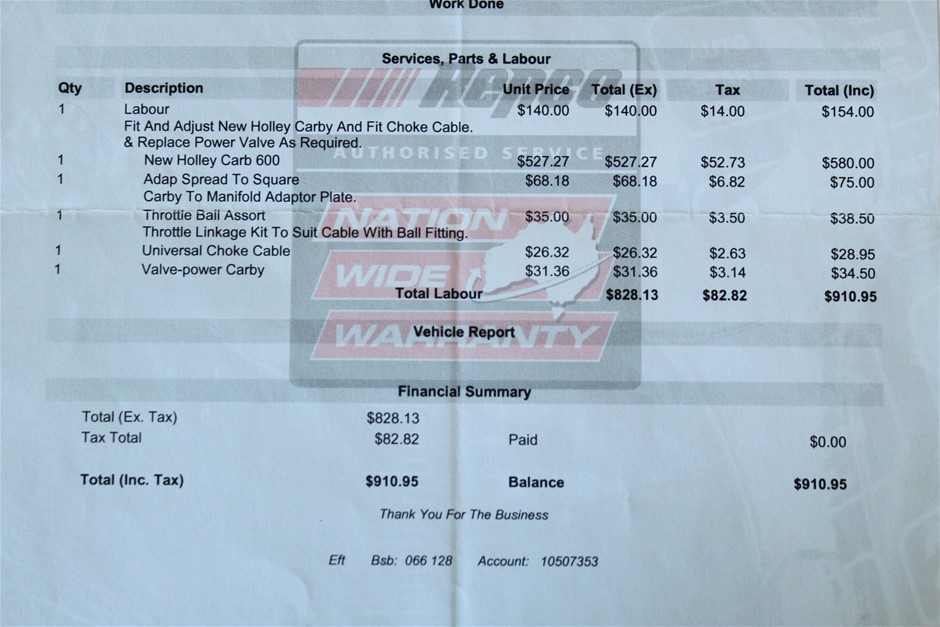 Work Done
Services, Parts & Labour
Qty Description Unit Price Total (Ex) Tax Total (Inc)
1 Labour $140.00 $140.00 $14.00 $154.00
Fit And Adjust New Holley Carby And Fit Choke Cable.
& Replace Power Valve As Required.
1 New Holley Carb 600 $527.27 $527.27 $52.73 $580.00
1 Adap Spread To Square $68.18 $68.18 $6.82 $75.00
Carby To Manifold Adaptor Plate.
1 Throttle Ball Assort $35.00 $35.00 $3.50 $38.50
Throttle Linkage Kit To Suit Cable With Ball Fitting.
1 Universal Choke Cable $26.32 $26.32 $2.63 $28.95
1 Valve-power Carby $31.36 $31.36 $3.14 $34.50
Total Labour $828.13 $82.82 $910.95
Vehicle Report
Financial Summary
Total (Ex. Tax) $828.13
Tax Total $82.82 Paid $0.00
Total (Inc. Tax) $910.95 Balance $910.95
Thank You For The Business
Eft Bsb: 066 128 Account: 10507353
Repco
AUTHORISED SERVICE
NATION
WIDE
WARRANTY
AUTO